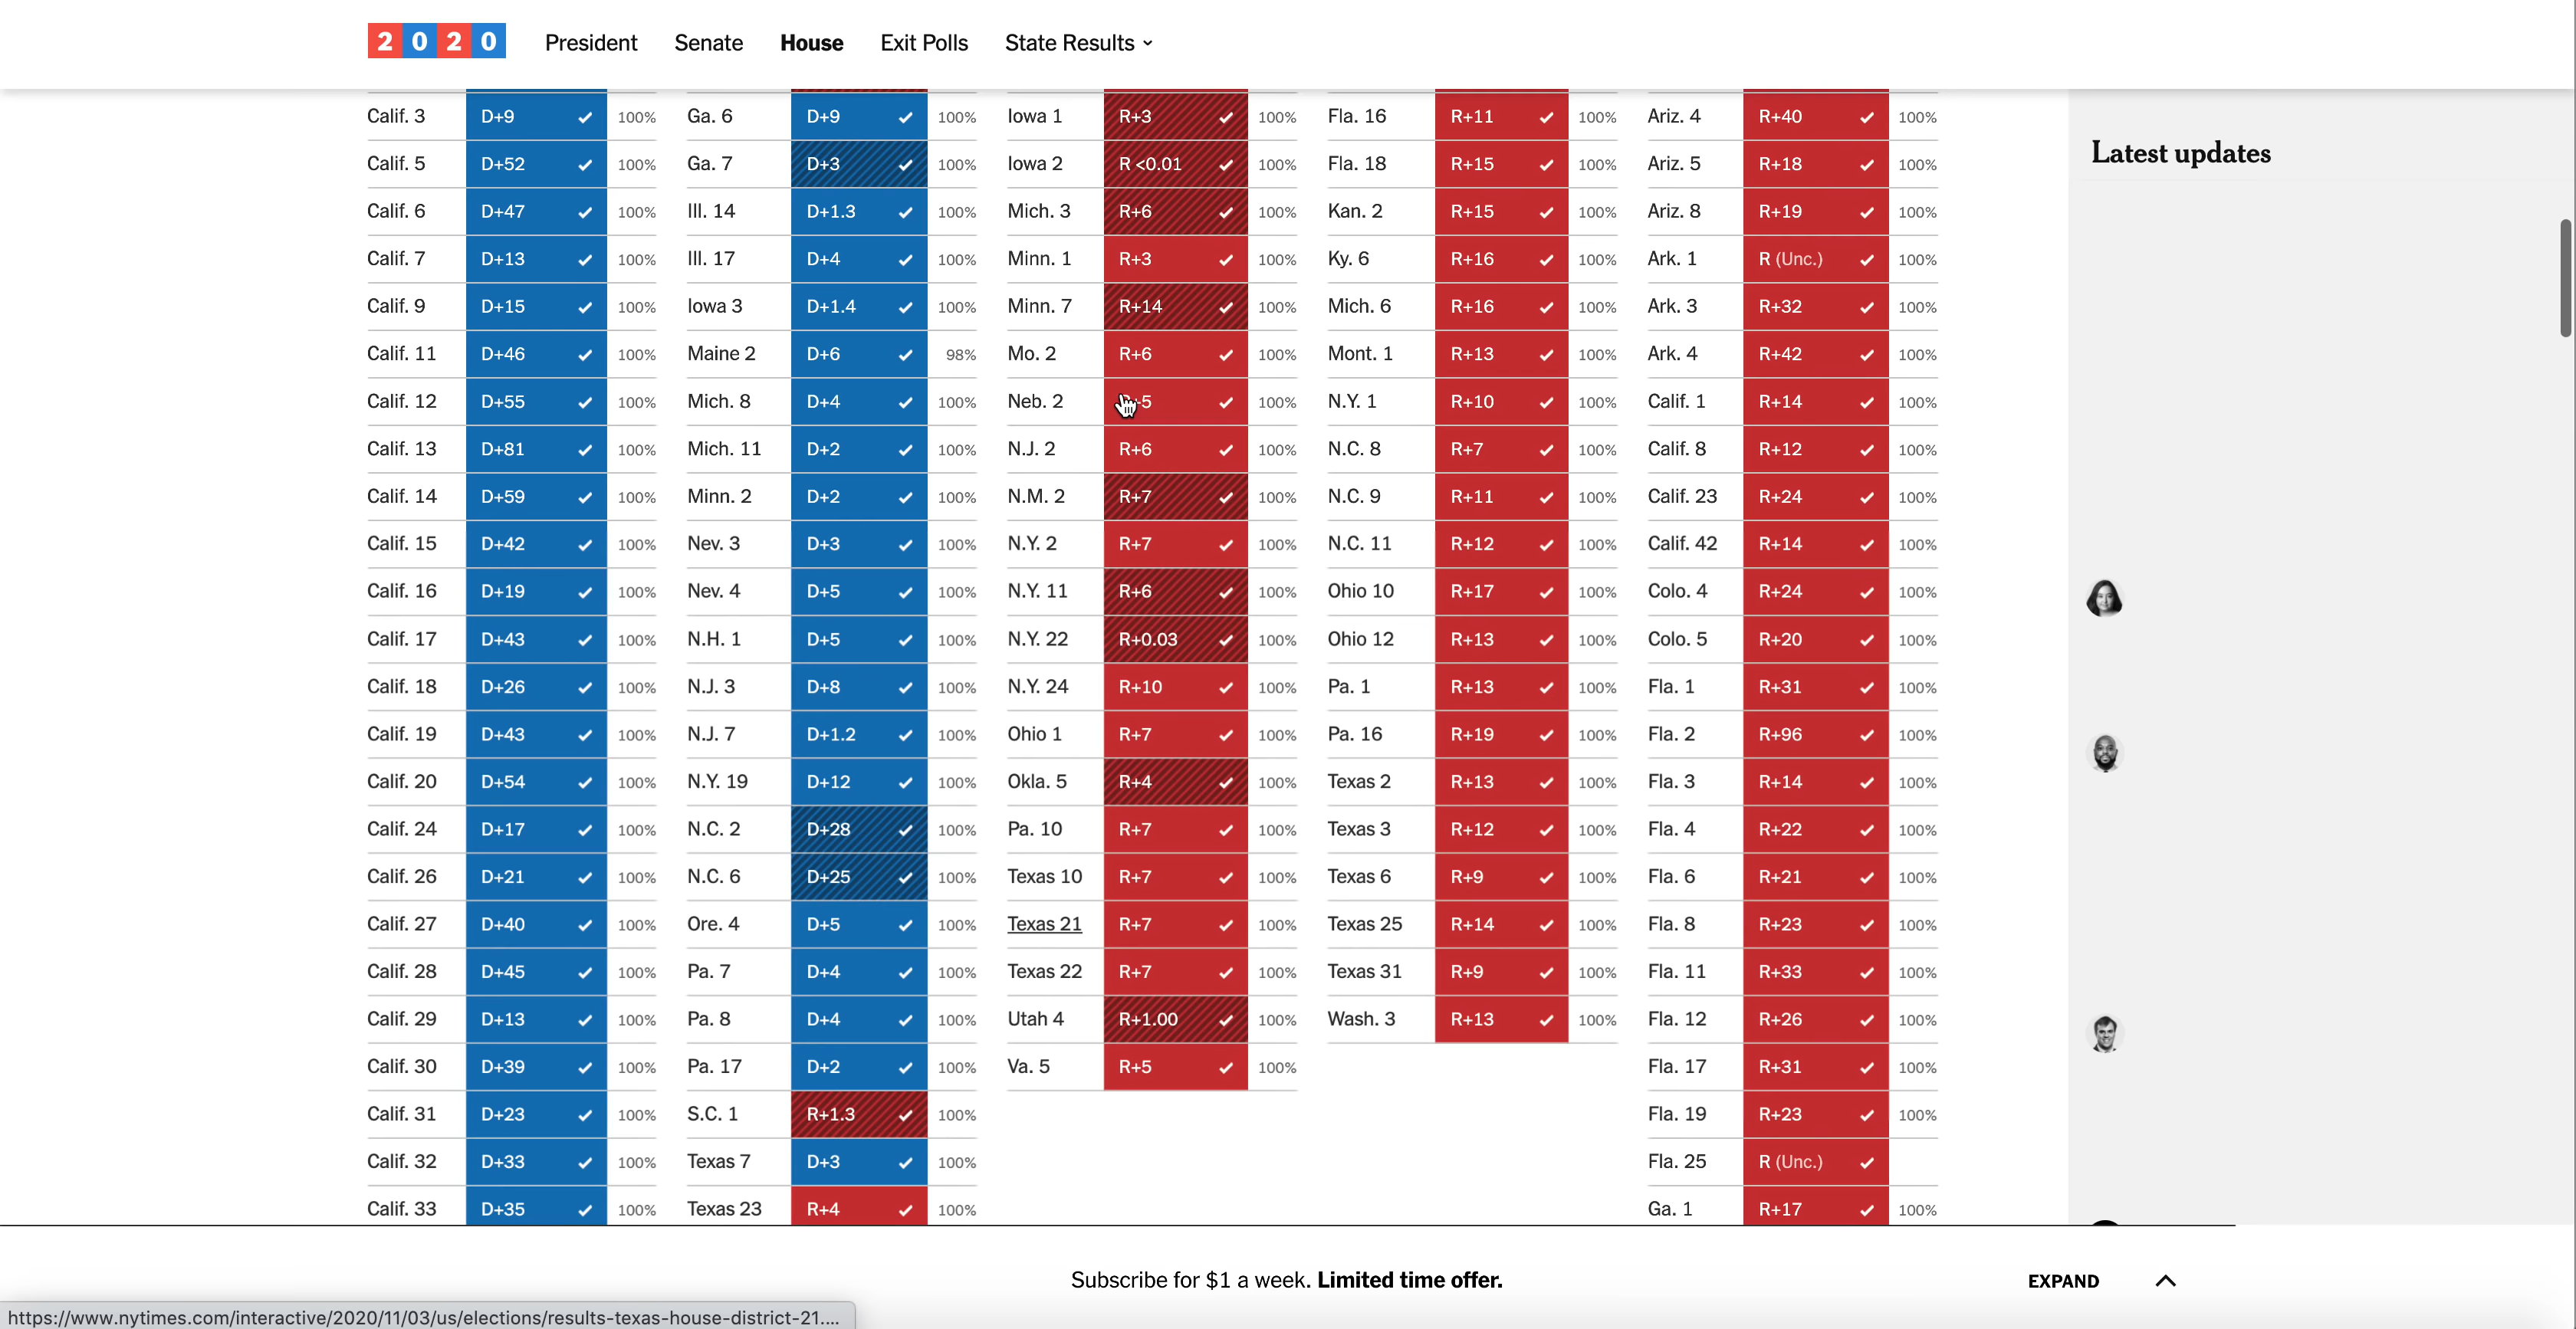 2020 President Senate House Exit Polls State Results
Calif. 3 D+9 100% Ga. 6 D+9 100% Iowa 1 R+3 100% Fla. 16 R+11 100% Ariz. 4 R+40 100%
Calif. 5 D+52 100% Ga. 7 D+3 100% Iowa 2 R <0.01 100% Fla. 18 R+15 100% Ariz. 5 R+18 100%
Latest updates
Calif. 6 D+47 100% Ill. 14 D+1.3 100% Mich. 3 R+6 100% Kan. 2 R+15 100% Ariz. 8 R+19 100%
Calif. 7 D+13 100% Ill. 17 D+4 100% Minn. 1 R+3 100% Ky. 6 R+16 100% Ark. 1 R (Unc.) 100%
Calif. 9 D+15 100% Iowa 3 D+1.4 100% Minn. 7 R+14 100% Mich. 6 R+16 100% Ark. 3 R+32 100%
Calif. 11 D+46 100% Maine 2 D+6 98% Mo. 2 R+6 100% Mont. 1 R+13 100% Ark. 4 R+42 100%
Calif. 12 D+55 100% Mich. 8 D+4 100% Neb. 2 5 100% N.Y. 1 R+10 100% Calif. 1 R+14 100%
Calif. 13 D+81 100% Mich. 11 D+2 100% N.J. 2 R+6 100% N.C. 8 R+7 100% Calif. 8 R+12 100%
Calif. 14 D+59 100% Minn. 2 D+2 100% N.M. 2 R+7 100% N.C. 9 R+11 100% Calif. 23 R+24 100%
Calif. 15 D+42 100% Nev. 3 D+3 100% N.Y. 2 R+7 100% N.C. 11 R+12 100% Calif. 42 R+14 100%
Calif. 16 D+19 100% Nev. 4 D+5 100% N.Y. 11 R+6 100% Ohio 10 R+17 100% Colo. 4 R+24 100%
Calif. 17 D+43 100% N.H. 1 D+5 100% N.Y. 22 R+0.03 100% Ohio 12 R+13 100% Colo. 5 R+20 100%
Calif. 18 D+26 100% N.J. 3 D+8 100% N.Y. 24 R+10 100% Pa. 1 R+13 100% Fla. 1 R+31 100%
Calif. 19 D+43 100% N.J. 7 D+1.2 100% Ohio 1 R+7 100% Pa. 16 R+19 100% Fla. 2 R+96 100%
Calif. 20 D+54 100% N.Y. 19 D+12 100% Okla. 5 R+4 100% Texas 2 R+13 100% Fla. 3 R+14 100%
Calif. 24 D+17 100% N.C. 2 D+28 100% Pa. 10 R+7 100% Texas 3 R+12 100% Fla. 4 R+22 100%
Calif. 26 D+21 100% N.C. 6 D+25 100% Texas 10 R+7 100% Texas 6 R+9 100% Fla. 6 R+21 100%
Calif. 27 D+40 100% Ore. 4 D+5 100% Texas 21 R+7 100% Texas 25 R+14 100% Fla. 8 R+23 100%
Calif. 28 D+45 100% Pa. 7 D+4 100% Texas 22 R+7 100% Texas 31 R+9 100% Fla. 11 R+33 100%
Calif. 29 D+13 100% Pa. 8 D+4 100% Utah 4 R+1.00 100% Wash. 3 R+13 100% Fla. 12 R+26 100%
Calif. 30 D+39 100% Pa. 17 D+2 100% Va. 5 R+5 100% Fla. 17 R+31 100%
Calif. 31 D+23 100% S.C. 1 R+1.3 100% Fla. 19 R+23 100%
Calif. 32 D+33 100% Texas 7 D+3 100% Fla. 25 R (Unc.)
Calif. 33 D+35 100% Texas 23 R+4 100% Ga. 1 R+17 100%
Subscribe for $1 a week. Limited time offer. EXPAND
https://www.nytimes.com/interactive/2020/11/03/us/elections/results-texas-house-district-21....